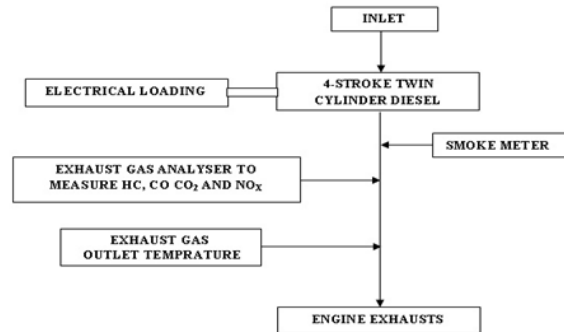 INLET
ELECTRICAL LOADING
4-STROKE TWIN
CYLINDER DIESEL
SMOKE METER
EXHAUST GAS ANALYSER TO
MEASURE HC, CO CO₂ AND NOₓ
EXHAUST GAS
OUTLET TEMPRATURE
ENGINE EXHAUSTS